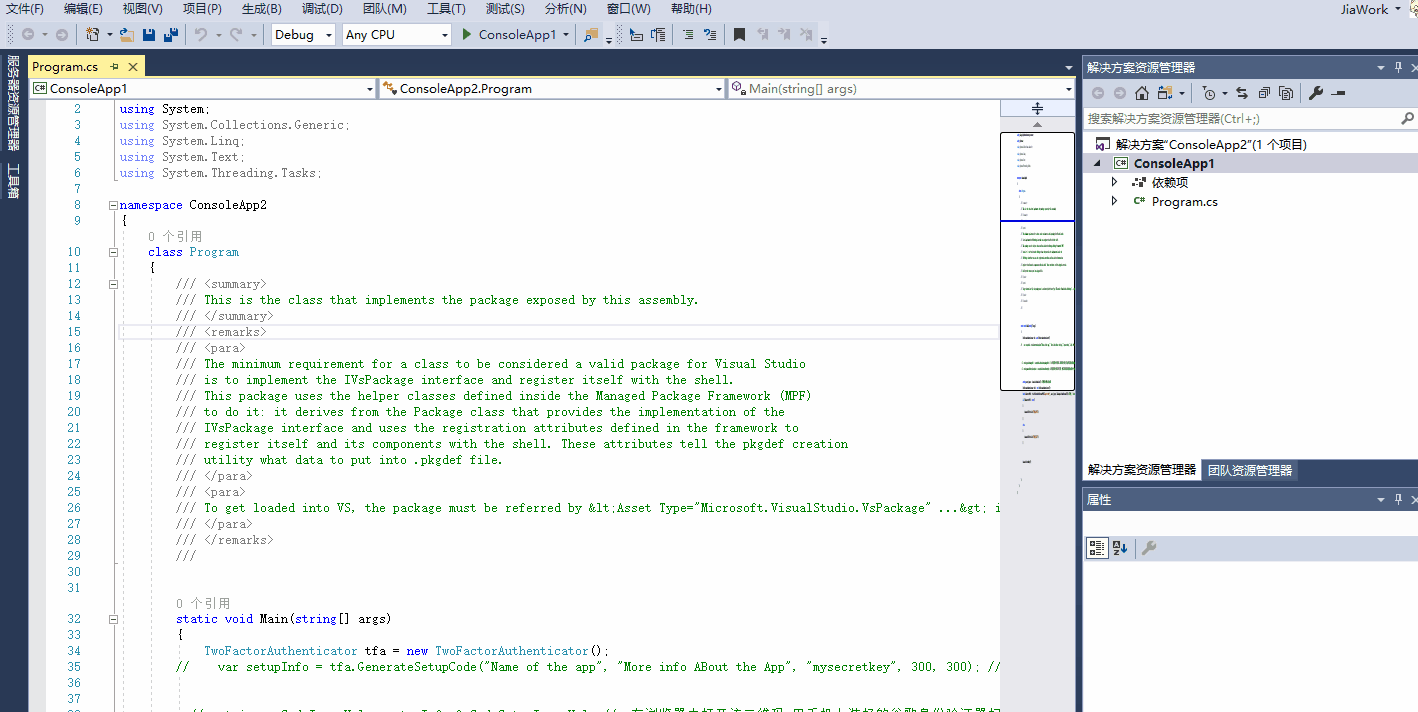 文件(F) 编辑(E) 视图(V) 项目(P) 生成(B) 调试(D) 团队(M) 工具(T) 测试(S) 分析(N) 窗口(W) 帮助(H) JiaWork
Debug Any CPU ConsoleApp1
服务器资源管理器
工具箱
Program.cs
ConsoleApp1 ConsoleApp2.Program Main(string[] args)
2 using System;
3 using System.Collections.Generic;
4 using System.Linq;
5 using System.Text;
6 using System.Threading.Tasks;
7
8 namespace ConsoleApp2
9 {
0 个引用
10 class Program
11 {
12 /// <summary>
13 /// This is the class that implements the package exposed by this assembly.
14 /// </summary>
15 /// <remarks>
16 /// <para>
17 /// The minimum requirement for a class to be considered a valid package for Visual Studio
18 /// is to implement the IVsPackage interface and register itself with the shell.
19 /// This package uses the helper classes defined inside the Managed Package Framework (MPF)
20 /// to do it: it derives from the Package class that provides the implementation of the
21 /// IVsPackage interface and uses the registration attributes defined in the framework to
22 /// register itself and its components with the shell. These attributes tell the pkgdef creation
23 /// utility what data to put into .pkgdef file.
24 /// </para>
25 /// <para>
26 /// To get loaded into VS, the package must be referred by &lt;Asset Type="Microsoft.VisualStudio.VsPackage" ...&gt; i
27 /// </para>
28 /// </remarks>
29 ///
30
31
0 个引用
32 static void Main(string[] args)
33 {
34 TwoFactorAuthenticator tfa = new TwoFactorAuthenticator();
35 // var setupInfo = tfa.GenerateSetupCode("Name of the app", "More info ABout the App", "mysecretkey", 300, 300); //
36
37
解决方案资源管理器
搜索解决方案资源管理器(Ctrl+;)
解决方案"ConsoleApp2"(1 个项目)
ConsoleApp1
依赖项
C# Program.cs
解决方案资源管理器 团队资源管理器
属性